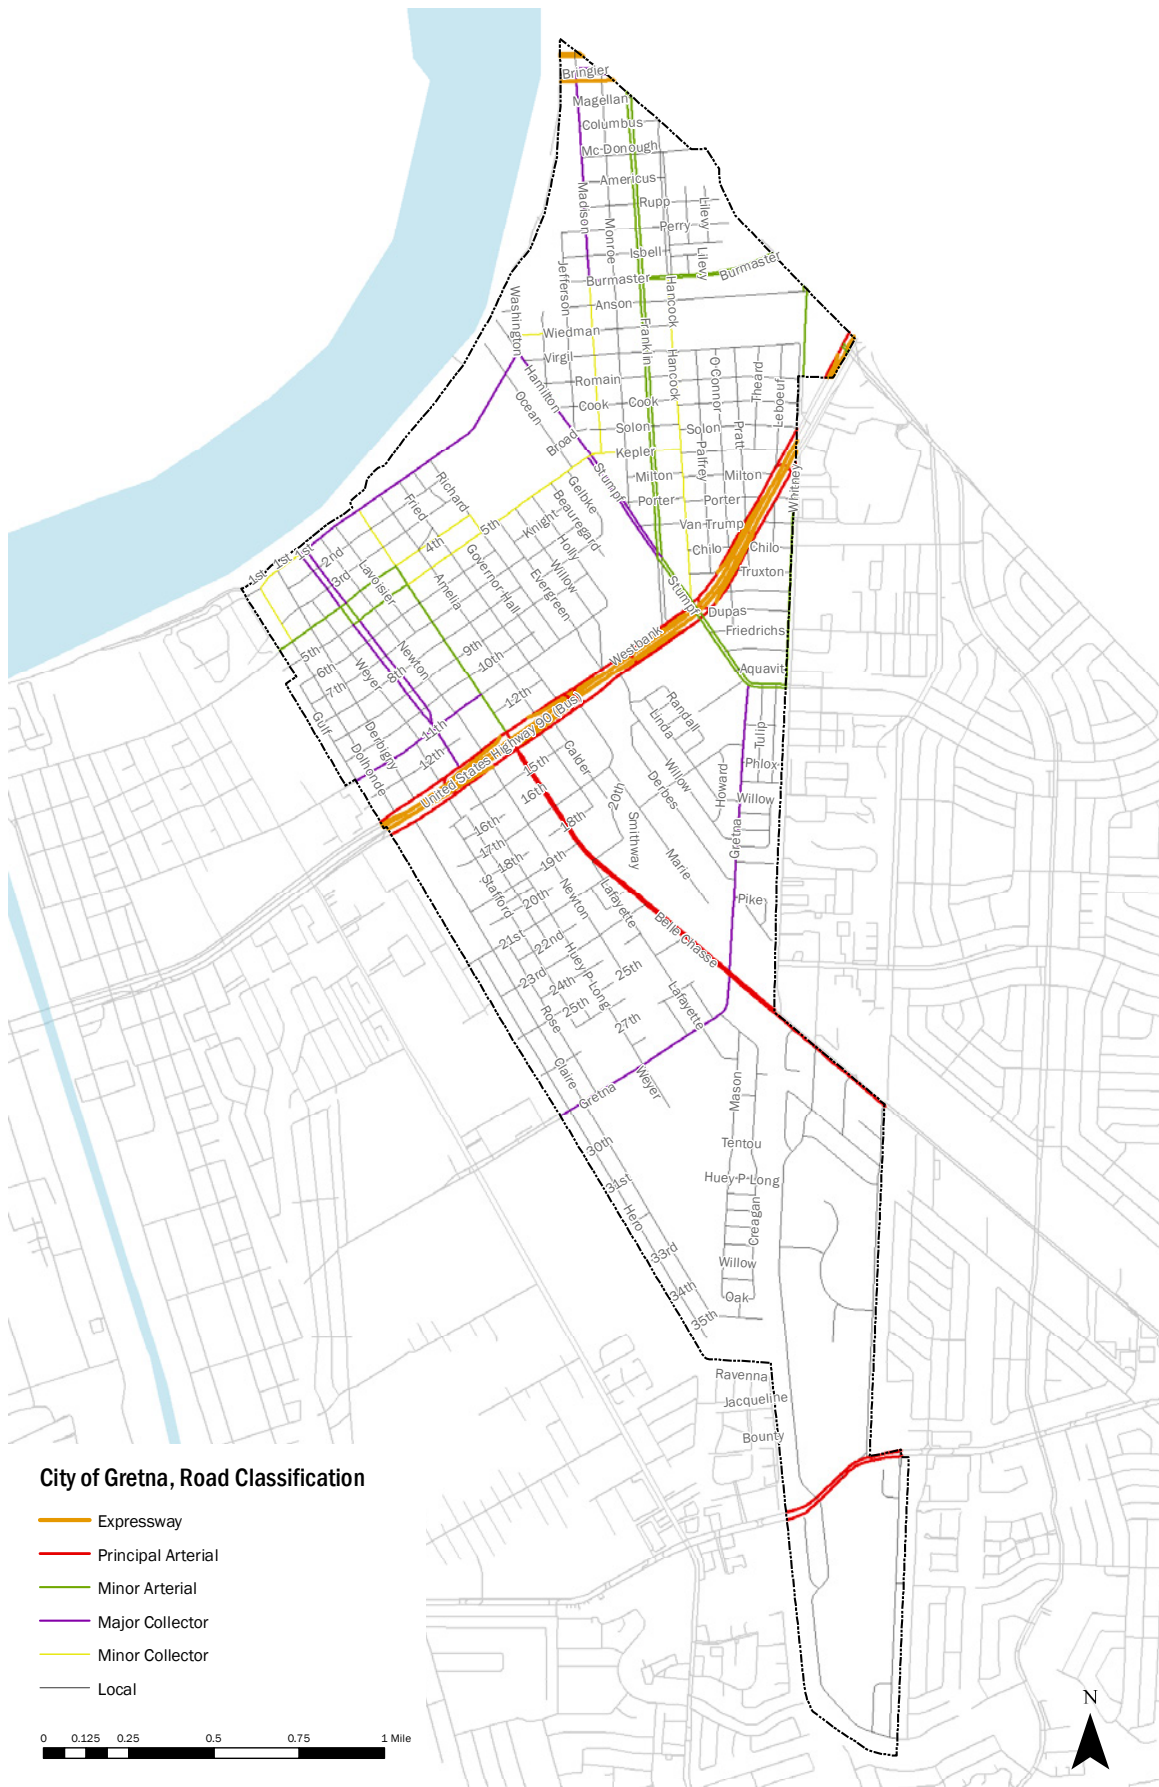 Bringier
Magellan
Columbus
Mc Donough
Americus
Madison
Rupp
Lilevy
Monroe
Perry
Isbell
Lilevy
Burmaster
Jefferson
Burmaster
Hancock
Washington
Anson
Wiedman
Franklin
Virgil
Hancock
O'Connor
Theard
Hamilton
Romain
Leboeuf
Ocean
Cook
Cook
Solon
Solon
Pratt
Broad
Kepler
Palfrey
Stumpf
Milton
Milton
Whitney
Richard
Gelbke
Porter
Porter
Fried
Beauregard
5th
Knight
Van Trump
4th
Holly
Chilo
Chilo
1st
1st
1st
2nd
3rd
Lavoisier
Governor Hall
Willow
Truxton
Amelia
Evergreen
Stumpf
Dupas
Friedrichs
Westbank
5th
6th
7th
Weyer
8th
Newton
9th
10th
Aquavit
12th
Randall
Linda
Gulf
Derbigny
11th
United States Highway 90 (Bus)
Tulip
Dolhonde
12th
15th
Calder
Willow
Phlox
16th
20th
Derbes
Howard
Willow
16th
18th
Smithway
Gretna
17th
18th
19th
Marie
Stafford
20th
Newton
Lafayette
Pike
21st
22nd
Belle Chasse
23rd
24th
Huey P Long
25th
25th
Rose
27th
Lafayette
Claire
Weyer
Gretna
Mason
30th
Tentou
31st
Huey P Long
Hero
Creagan
33rd
Willow
34th
Oak
35th
Ravenna
Jacqueline
Bounty
City of Gretna, Road Classification
Expressway
Principal Arterial
Minor Arterial
Major Collector
Minor Collector
Local
0 0.125 0.25 0.5 0.75 1 Mile
N